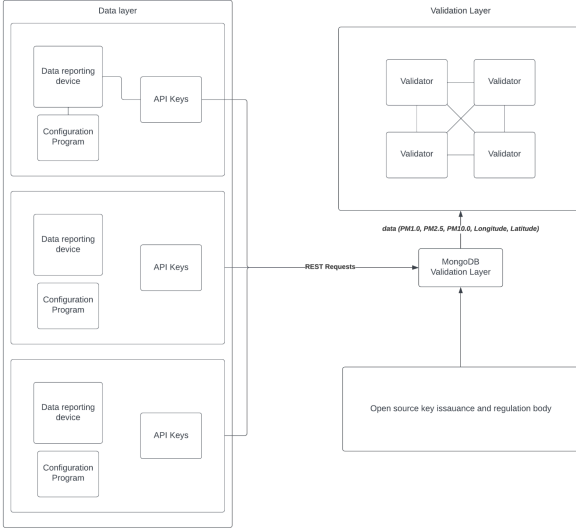 Data layer
Validation Layer
Data reporting
device
API Keys
Configuration
Program
Data reporting
device
API Keys
Configuration
Program
Data reporting
device
API Keys
Configuration
Program
REST Requests
Validator
Validator
Validator
Validator
data (PM1.0, PM2.5, PM10.0, Longitude, Latitude)
MongoDB
Validation Layer
Open source key issauance and regulation body